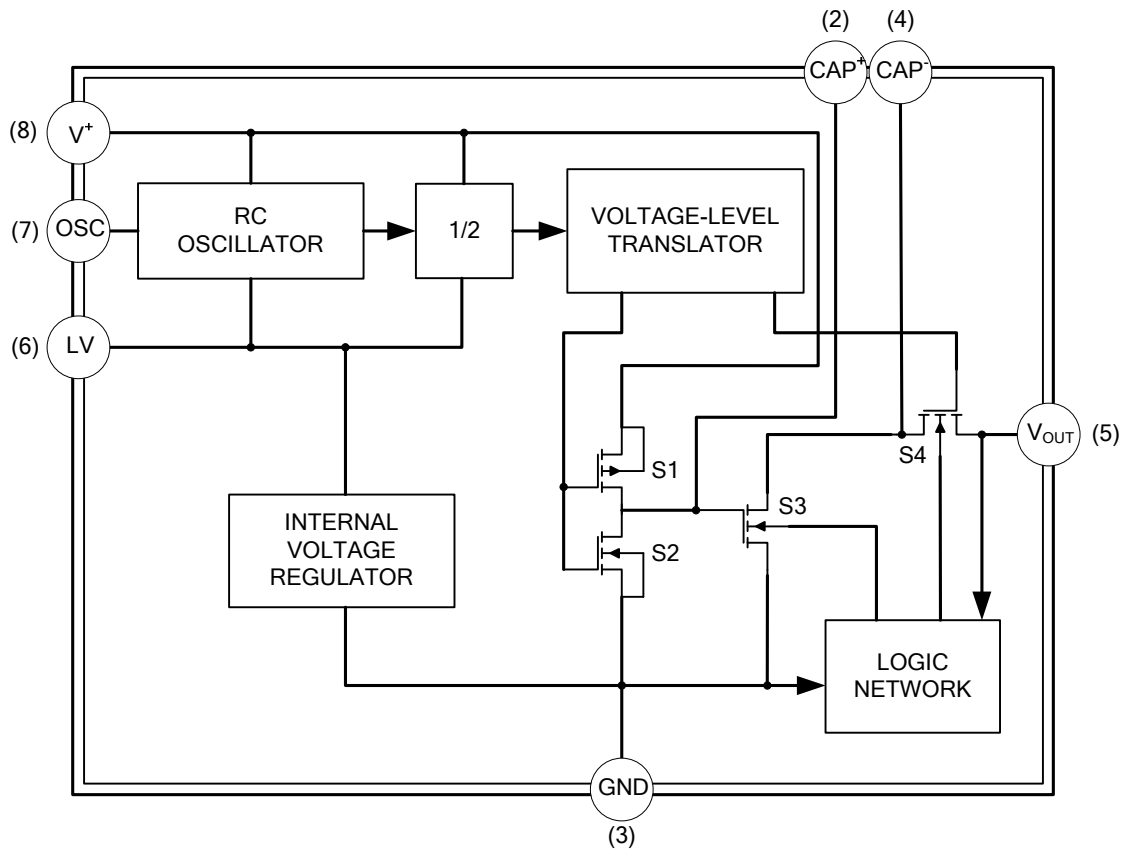 (2)
(4)
CAP+
CAP-
(8)
V+
(7)
OSC
RC
OSCILLATOR
1/2
VOLTAGE-LEVEL
TRANSLATOR
(6)
LV
VOUT
(5)
S4
S1
S3
S2
INTERNAL
VOLTAGE
REGULATOR
LOGIC
NETWORK
GND
(3)